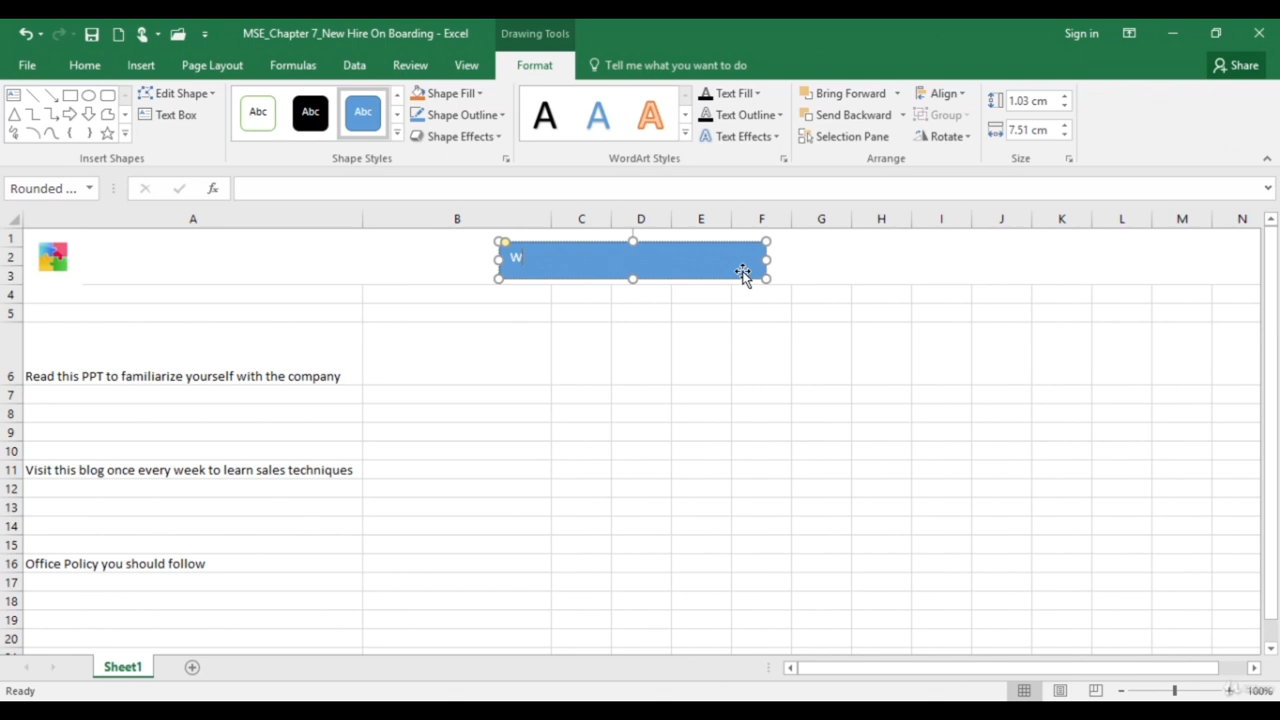 MSE_Chapter 7_New Hire On Boarding - Excel
Drawing Tools
Sign in
File Home Insert Page Layout Formulas Data Review View Format Tell me what you want to do Share
Abc Abc Abc
Edit Shape
Text Box
Insert Shapes
Shape Fill
Shape Outline
Shape Effects
Shape Styles
A A A
Text Fill
Text Outline
Text Effects
WordArt Styles
Bring Forward
Send Backward
Selection Pane
Align
Group
Rotate
Arrange
1.03 cm
7.51 cm
Size
Rounded ... fx
A B C D E F G H I J K L M N
1
2 W
3
4
5
6 Read this PPT to familiarize yourself with the company
7
8
9
10
11 Visit this blog once every week to learn sales techniques
12
13
14
15
16 Office Policy you should follow
17
18
19
20
Sheet1
Ready 100%